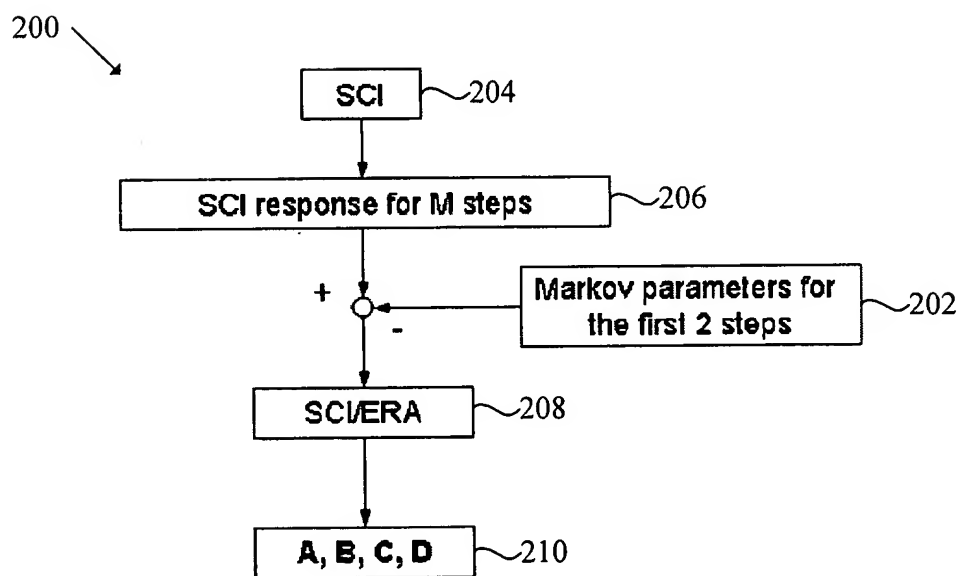 200
SCI
204
SCI response for M steps
206
+
-
Markov parameters for
the first 2 steps
202
SCI/ERA
208
A, B, C, D
210